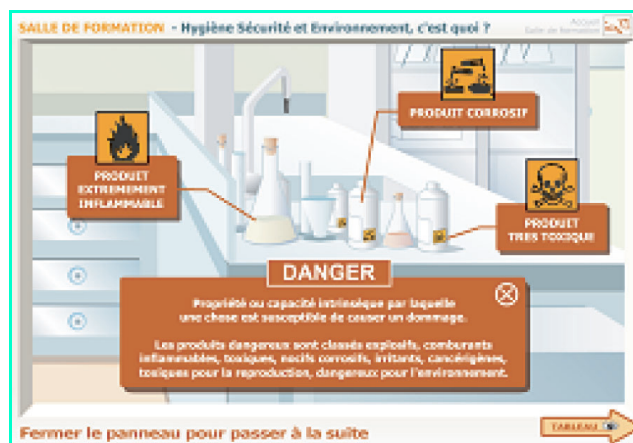 SALLE DE FORMATION - Hygiène Sécurité et Environnement, c'est quoi ?
Accueil
Salle de formation
PRODUIT CORROSIF
PRODUIT
EXTREMEMENT
INFLAMMABLE
PRODUIT
TRES TOXIQUE
DANGER
Propriété ou capacité intrinsèque par laquelle
une chose est susceptible de causer un dommage.
Les produits dangereux sont classés explosifs, comburants
inflammables, toxiques, nocifs corrosifs, irritants, cancérigènes,
toxiques pour la reproduction, dangereux pour l'environnement.
Fermer le panneau pour passer à la suite
TABLEAU